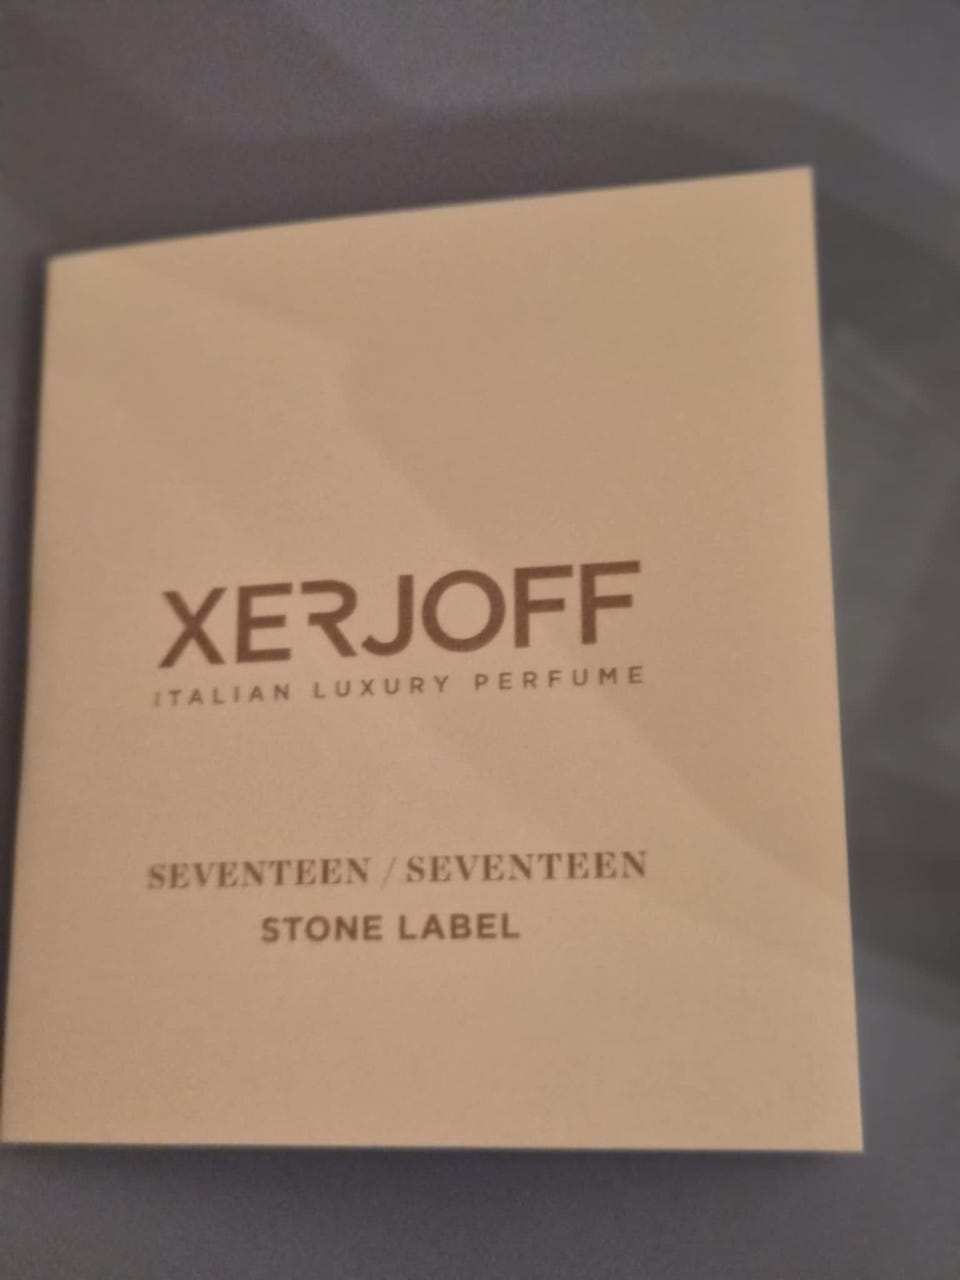 XERJOFF
ITALIAN LUXURY PERFUME
SEVENTEEN / SEVENTEEN
STONE LABEL